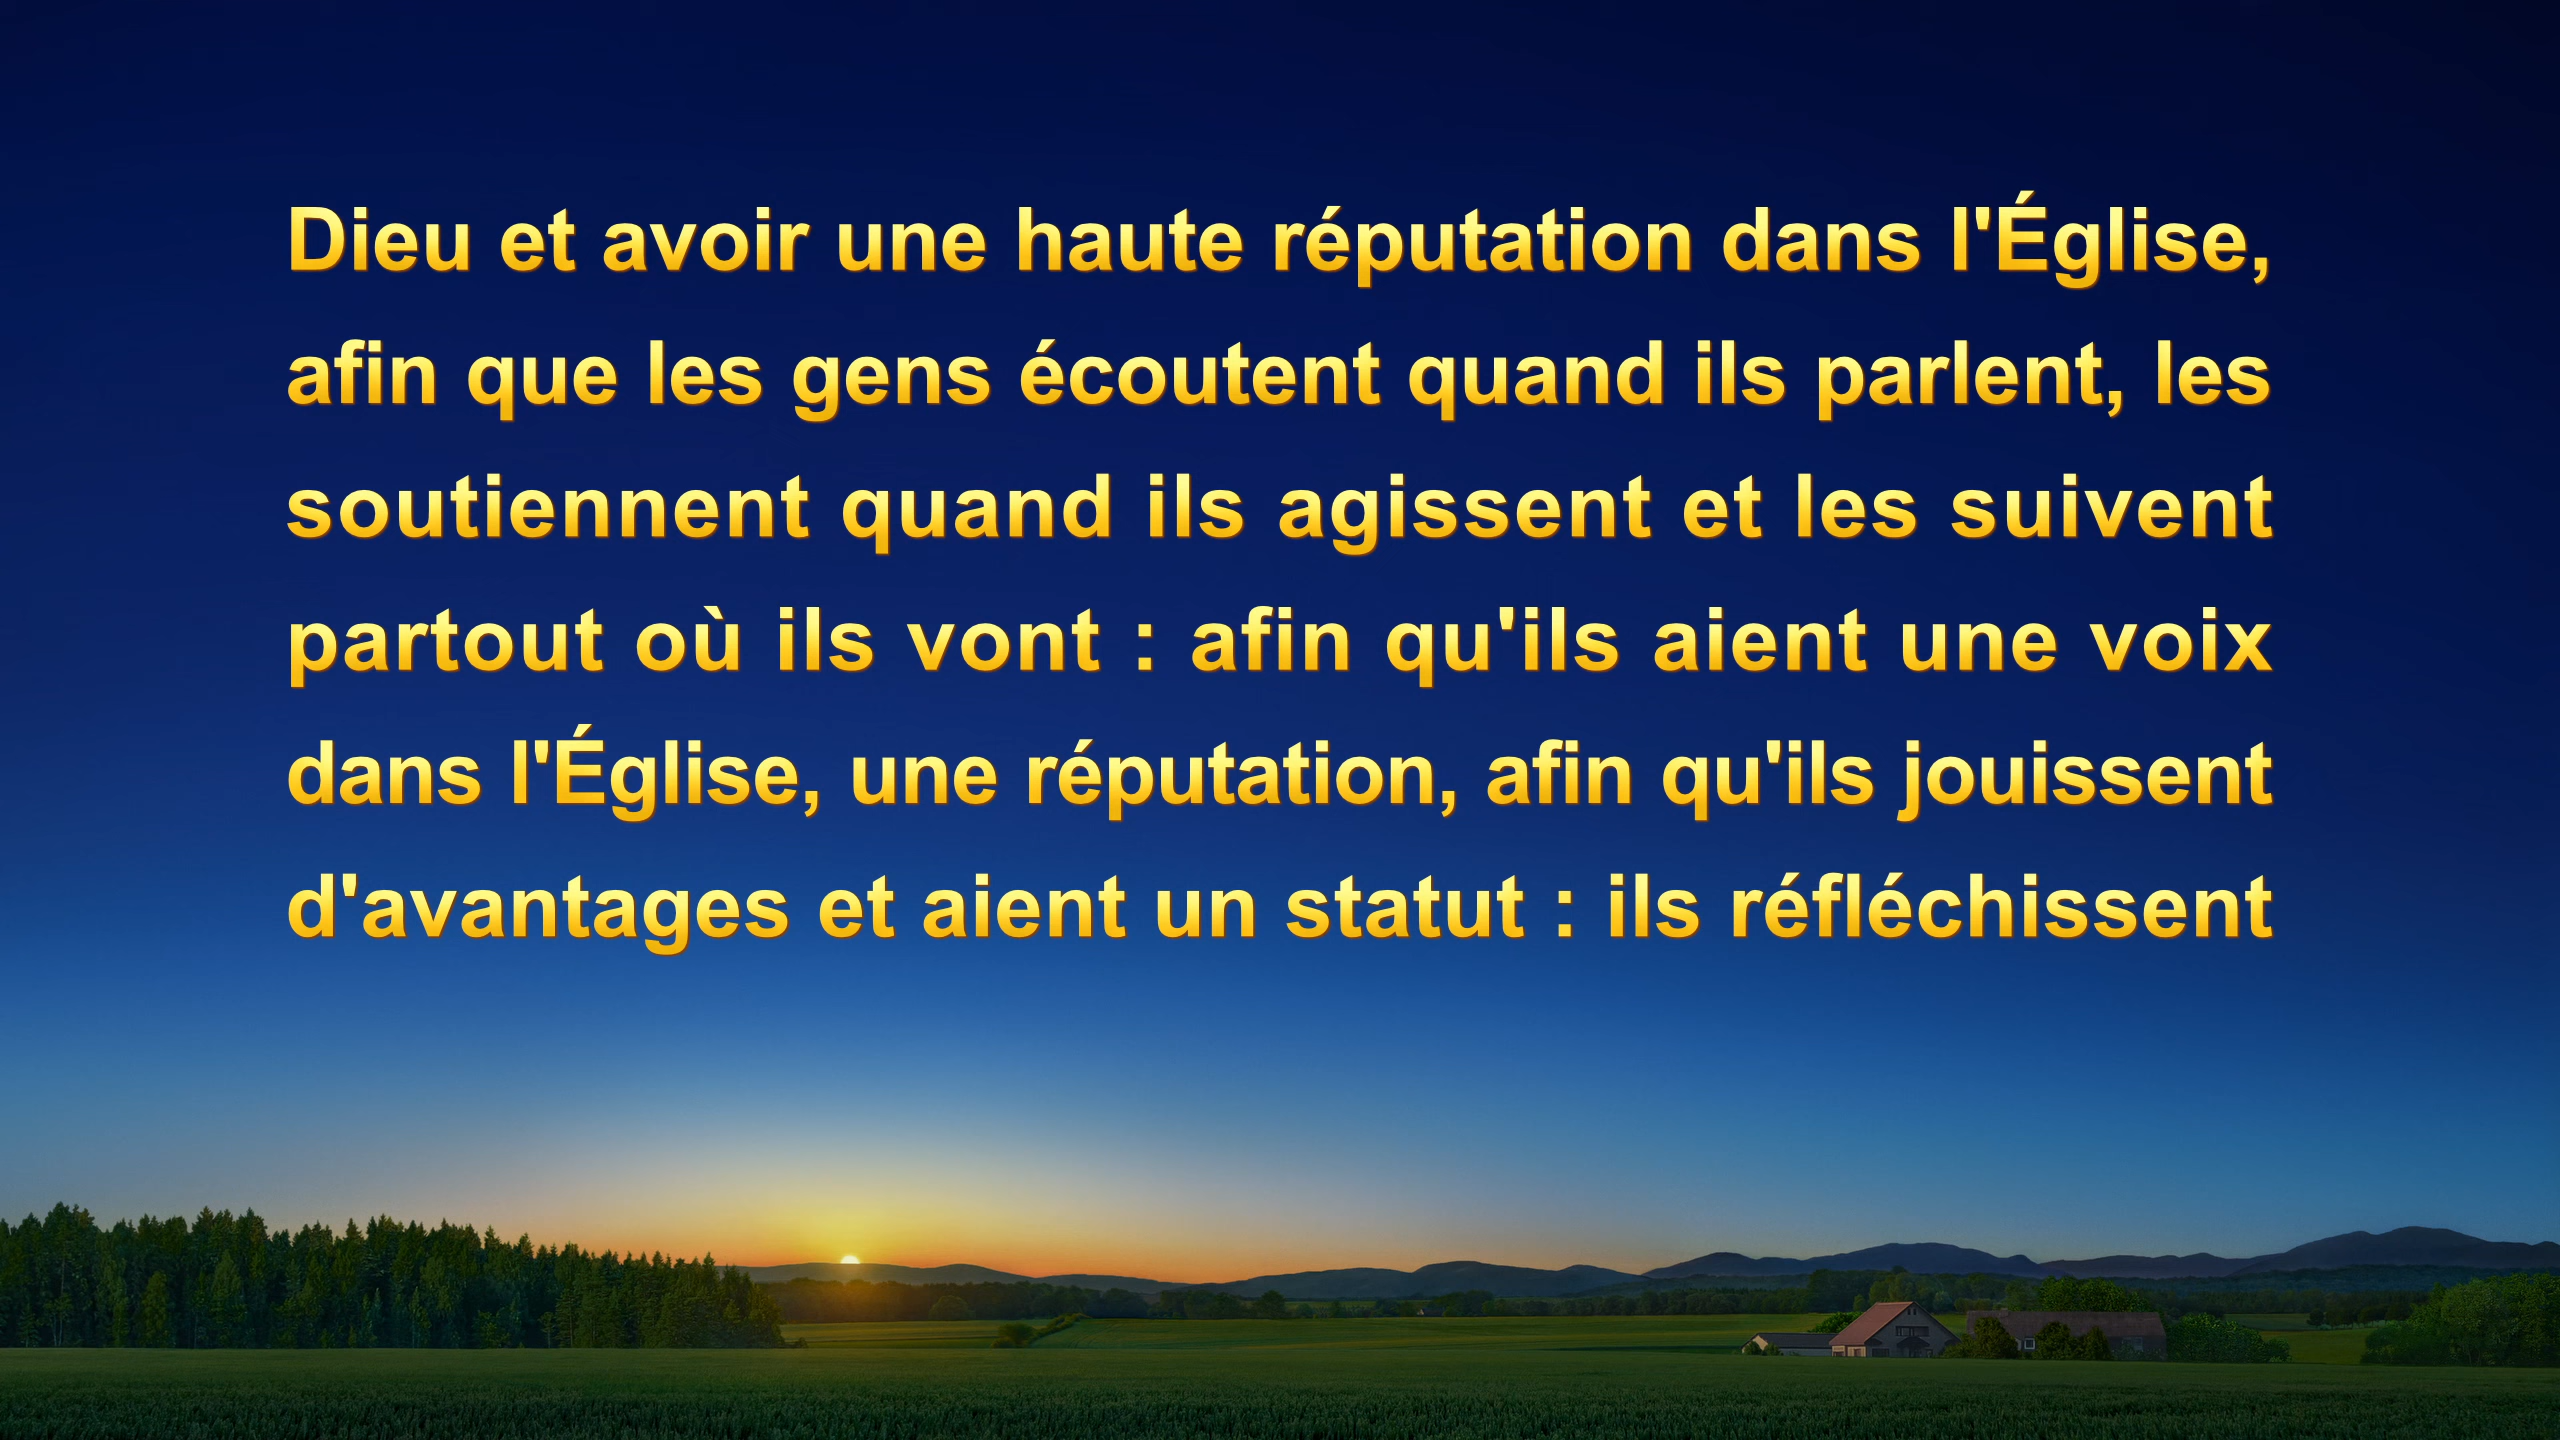 Dieu et avoir une haute réputation dans l'Église,
afin que les gens écoutent quand ils parlent, les
soutiennent quand ils agissent et les suivent
partout où ils vont : afin qu'ils aient une voix
dans l'Église, une réputation, afin qu'ils jouissent
d'avantages et aient un statut : ils réfléchissent